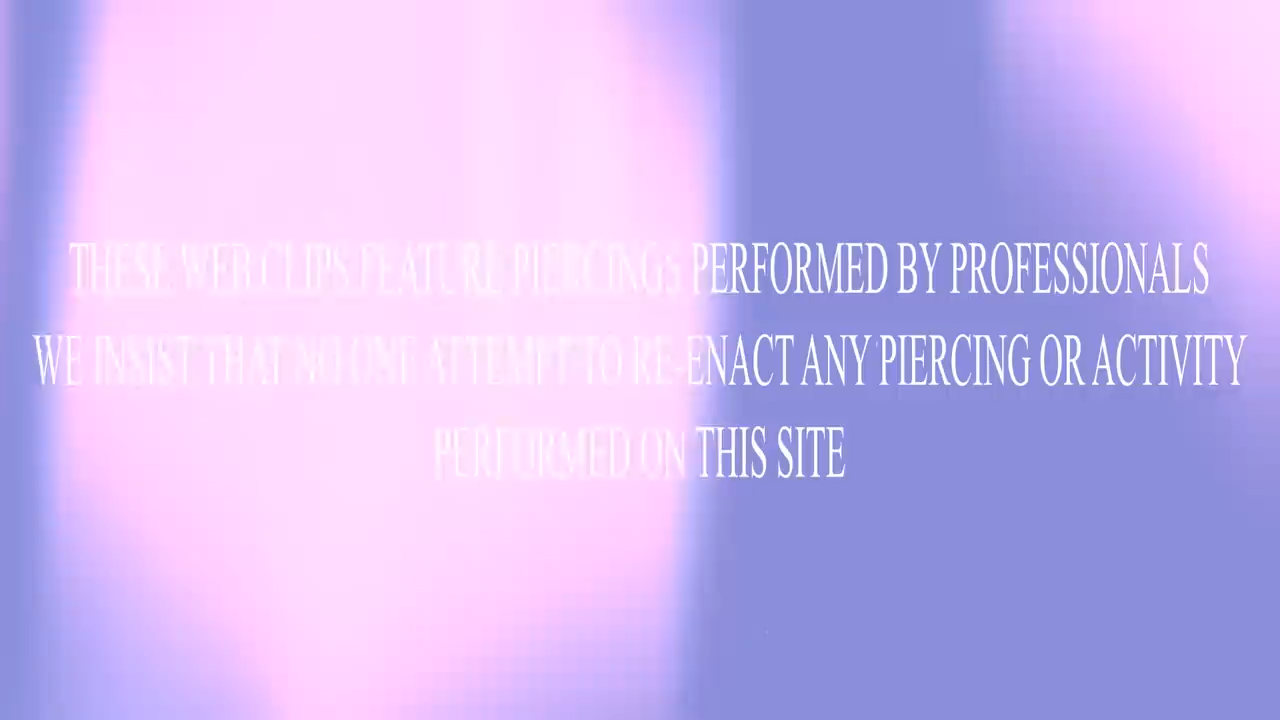 THESE WEB CLIPS FEATURE PIERCINGS PERFORMED BY PROFESSIONALS
WE INSIST THAT NO ONE ATTEMPT TO RE-ENACT ANY PIERCING OR ACTIVITY
PERFORMED ON THIS SITE